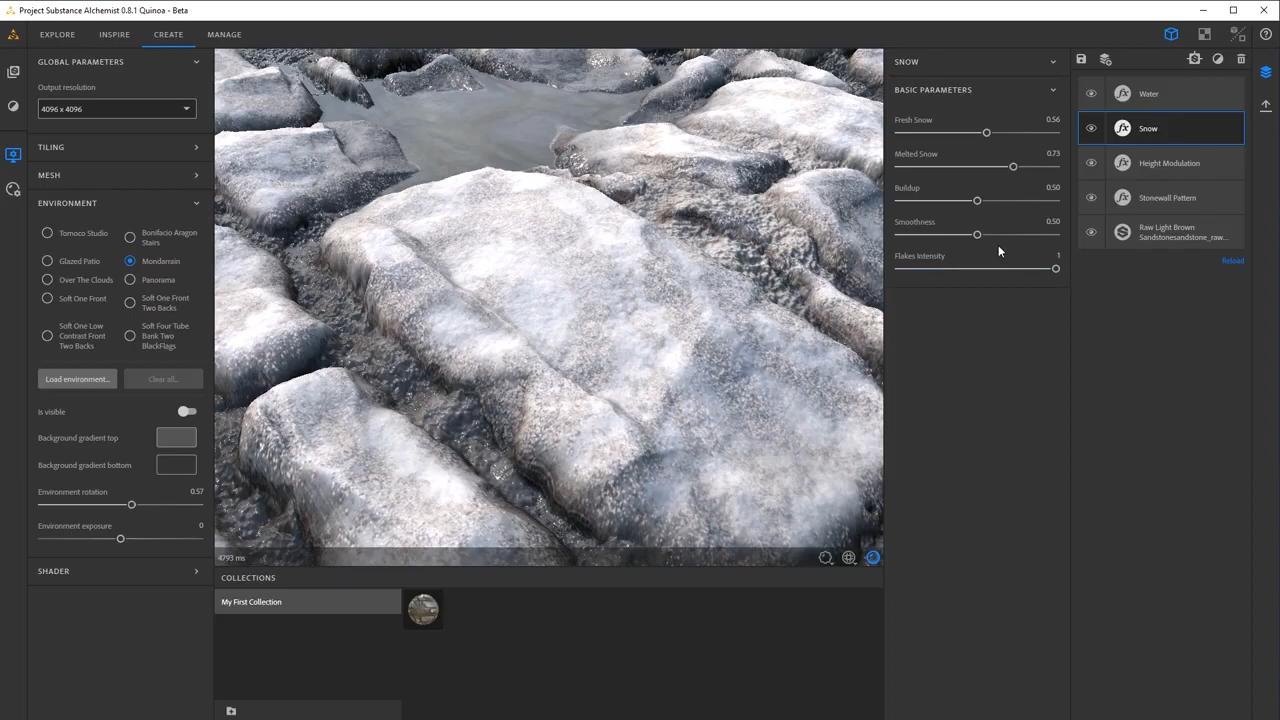 Project Substance Alchemist 0.8.1 Quinoa - Beta
EXPLORE
INSPIRE
CREATE
MANAGE
GLOBAL PARAMETERS
Output resolution
4096 x 4096
TILING
MESH
ENVIRONMENT
Tomoco Studio
Bonifacio Aragon
Stairs
Glazed Patio
Mondarrain
Over The Clouds
Panorama
Soft One Front
Soft One Front
Two Backs
Soft One Low
Contrast Front
Two Backs
Soft Four Tube
Bank Two
BlackFlags
Load environment...
Clear all...
Is visible
Background gradient top
Background gradient bottom
Environment rotation
0.57
Environment exposure
0
SHADER
4793 ms
COLLECTIONS
My First Collection
SNOW
BASIC PARAMETERS
Fresh Snow
0.56
Melted Snow
0.73
Buildup
0.50
Smoothness
0.50
Flakes Intensity
1
Water
Snow
Height Modulation
Stonewall Pattern
Raw Light Brown
Sandstonesandstone_raw...
Reload